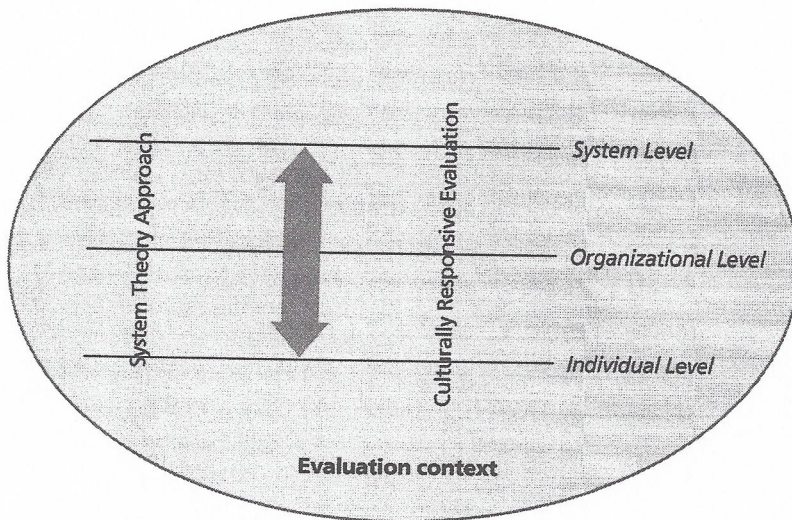 System Theory Approach
Culturally Responsive Evaluation
System Level
Organizational Level
Individual Level
Evaluation context